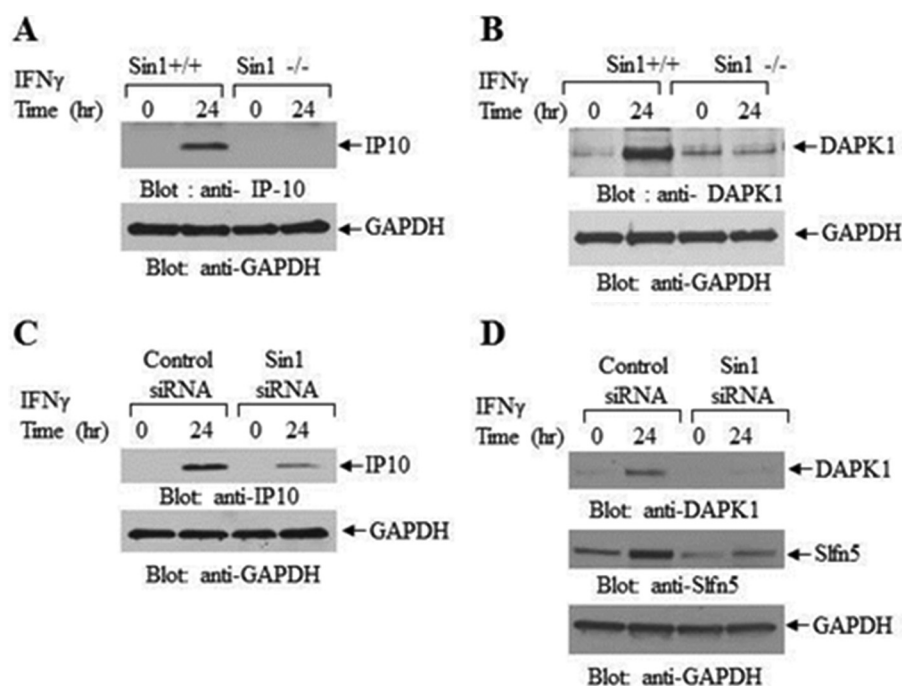 A
Sin1+/+ Sin1 -/-
IFNγ
Time (hr) 0 24 0 24
IP10
Blot : anti- IP-10
GAPDH
Blot: anti-GAPDH
B
Sin1+/+ Sin1 -/-
IFNγ
Time (hr) 0 24 0 24
DAPK1
Blot : anti- DAPK1
GAPDH
Blot: anti-GAPDH
C
Control Sin1
siRNA siRNA
IFNγ
Time (hr) 0 24 0 24
IP10
Blot: anti-IP10
GAPDH
Blot: anti-GAPDH
D
Control Sin1
siRNA siRNA
IFNγ
Time (hr) 0 24 0 24
DAPK1
Blot: anti-DAPK1
Slfn5
Blot: anti-Slfn5
GAPDH
Blot: anti-GAPDH